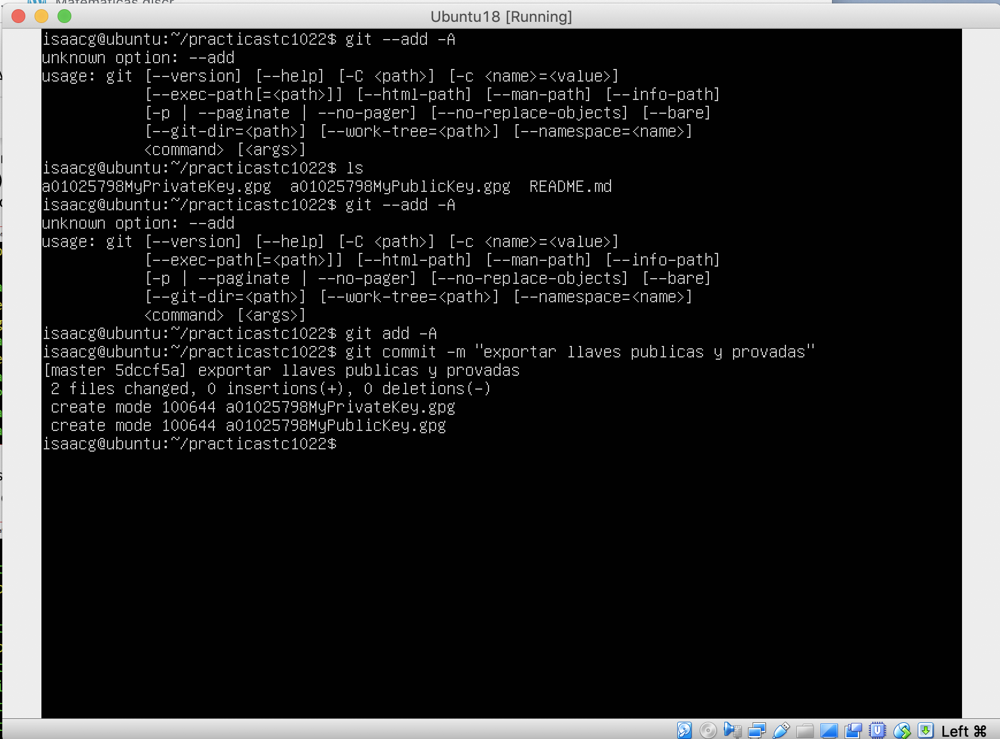 Matematicas discr
Ubuntu18 [Running]
isaacg@ubuntu:~/practicastc1022$ git --add -A
unknown option: --add
usage: git [--version] [--help] [-C <path>] [-c <name>=<value>]
           [--exec-path[=<path>]] [--html-path] [--man-path] [--info-path]
           [-p | --paginate | --no-pager] [--no-replace-objects] [--bare]
           [--git-dir=<path>] [--work-tree=<path>] [--namespace=<name>]
           <command> [<args>]
isaacg@ubuntu:~/practicastc1022$ ls
a01025798MyPrivateKey.gpg  a01025798MyPublicKey.gpg  README.md
isaacg@ubuntu:~/practicastc1022$ git --add -A
unknown option: --add
usage: git [--version] [--help] [-C <path>] [-c <name>=<value>]
           [--exec-path[=<path>]] [--html-path] [--man-path] [--info-path]
           [-p | --paginate | --no-pager] [--no-replace-objects] [--bare]
           [--git-dir=<path>] [--work-tree=<path>] [--namespace=<name>]
           <command> [<args>]
isaacg@ubuntu:~/practicastc1022$ git add -A
isaacg@ubuntu:~/practicastc1022$ git commit -m "exportar llaves publicas y provadas"
[master 5dccf5a] exportar llaves publicas y provadas
 2 files changed, 0 insertions(+), 0 deletions(-)
 create mode 100644 a01025798MyPrivateKey.gpg
 create mode 100644 a01025798MyPublicKey.gpg
isaacg@ubuntu:~/practicastc1022$
Left ⌘